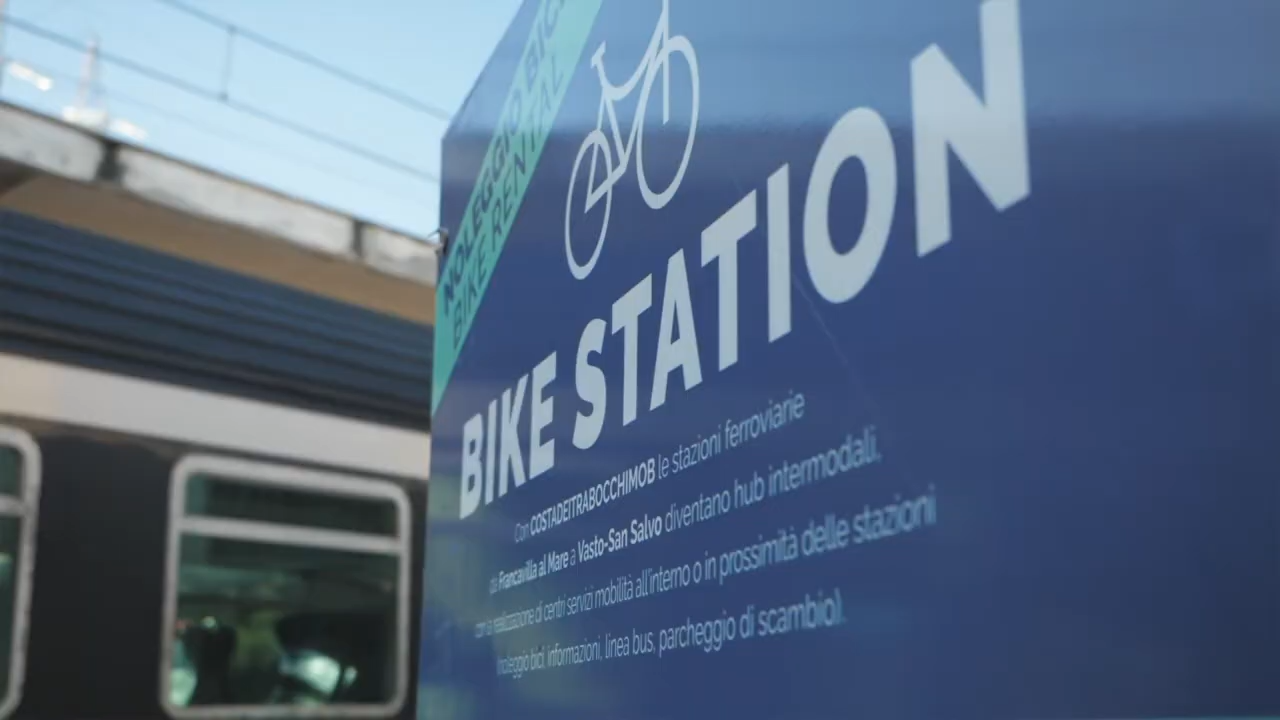 NOLEGGIO BICI
BIKE RENTAL
BIKE STATION
Con COSTADEITRABOCCHIMOB le stazioni ferroviarie
da Francavilla al Mare a Vasto-San Salvo diventano hub intermodali,
con la realizzazione di centri servizi mobilità all'interno o in prossimità delle stazioni
(noleggio bici, informazioni, linea bus, parcheggio di scambio).